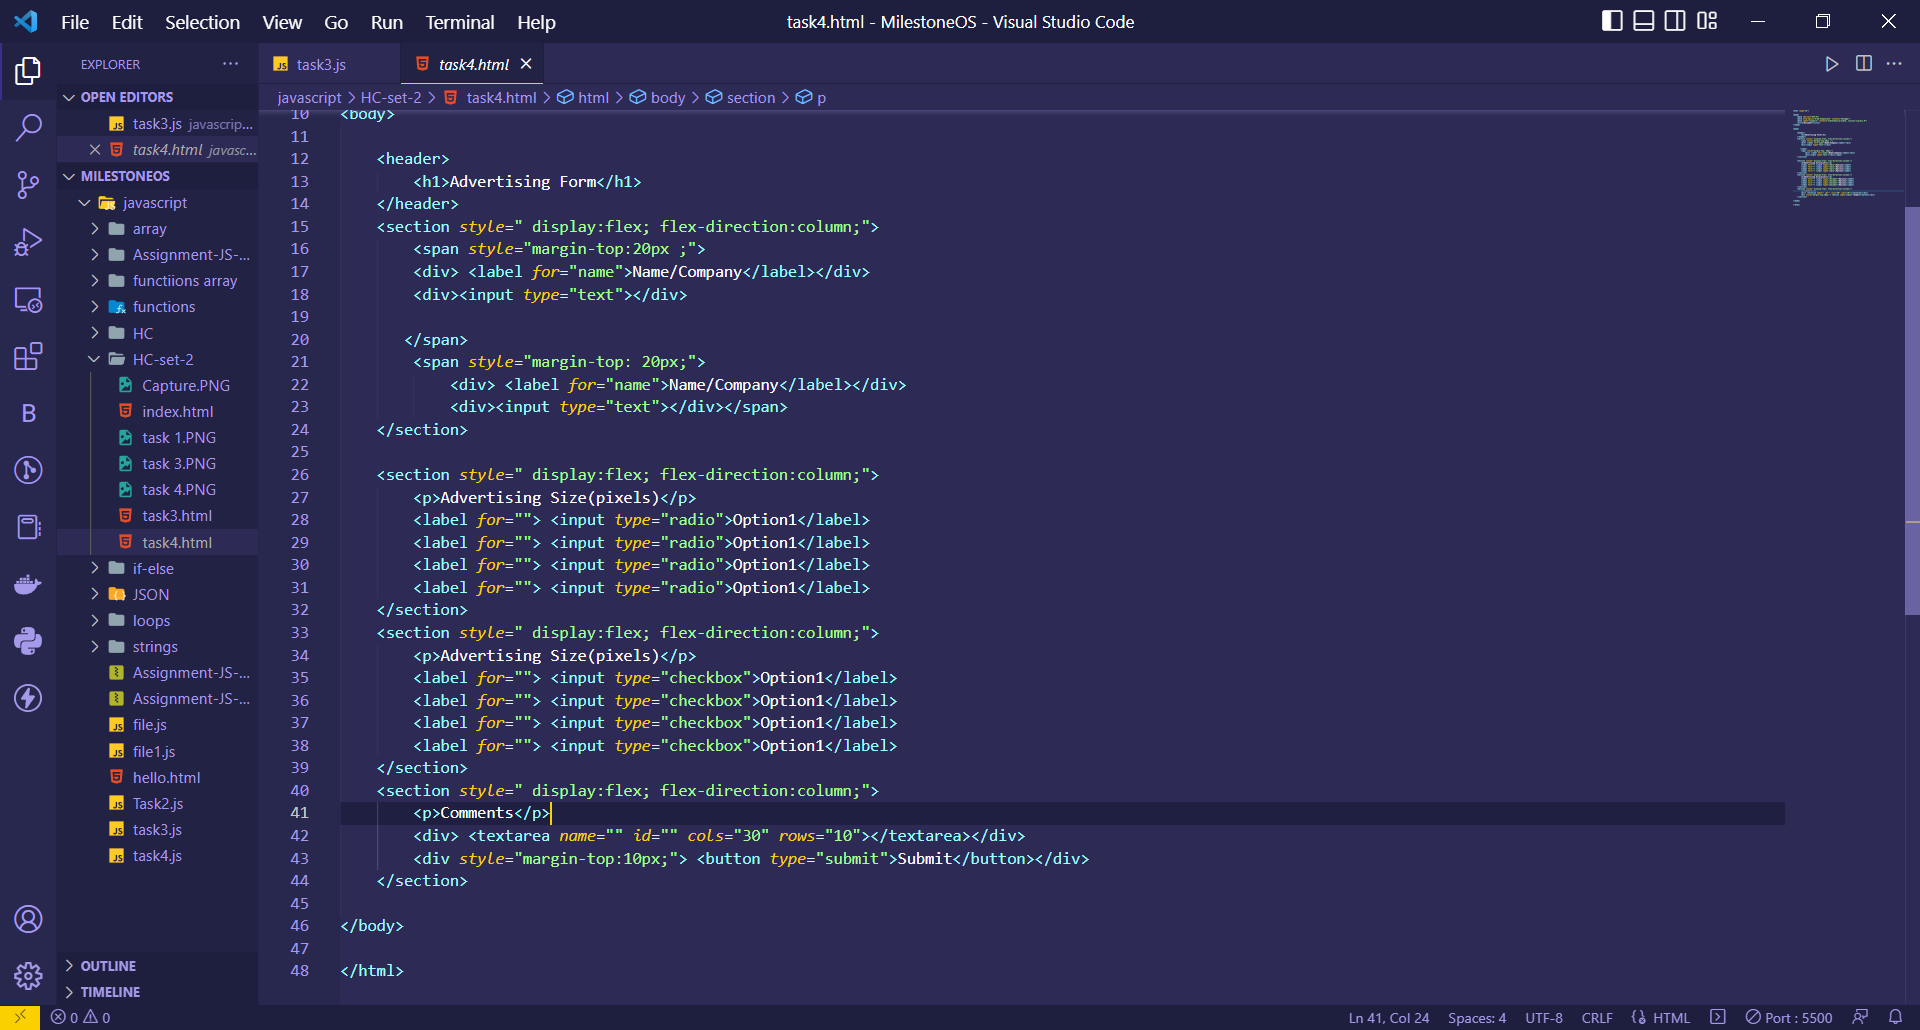 File Edit Selection View Go Run Terminal Help
task4.html - MilestoneOS - Visual Studio Code
EXPLORER
OPEN EDITORS
task3.js javascrip...
task4.html javasc...
MILESTONEOS
javascript
array
Assignment-JS-...
functiions array
functions
HC
HC-set-2
Capture.PNG
index.html
task 1.PNG
task 3.PNG
task 4.PNG
task3.html
task4.html
if-else
JSON
loops
strings
Assignment-JS-...
Assignment-JS-...
file.js
file1.js
hello.html
Task2.js
task3.js
task4.js
OUTLINE
TIMELINE
task3.js task4.html
javascript > HC-set-2 > task4.html > html > body > section > p
10 <body>
11
12 <header>
13 <h1>Advertising Form</h1>
14 </header>
15 <section style=" display:flex; flex-direction:column;">
16 <span style="margin-top:20px ;">
17 <div> <label for="name">Name/Company</label></div>
18 <div><input type="text"></div>
19
20 </span>
21 <span style="margin-top: 20px;">
22 <div> <label for="name">Name/Company</label></div>
23 <div><input type="text"></div></span>
24 </section>
25
26 <section style=" display:flex; flex-direction:column;">
27 <p>Advertising Size(pixels)</p>
28 <label for=""> <input type="radio">Option1</label>
29 <label for=""> <input type="radio">Option1</label>
30 <label for=""> <input type="radio">Option1</label>
31 <label for=""> <input type="radio">Option1</label>
32 </section>
33 <section style=" display:flex; flex-direction:column;">
34 <p>Advertising Size(pixels)</p>
35 <label for=""> <input type="checkbox">Option1</label>
36 <label for=""> <input type="checkbox">Option1</label>
37 <label for=""> <input type="checkbox">Option1</label>
38 <label for=""> <input type="checkbox">Option1</label>
39 </section>
40 <section style=" display:flex; flex-direction:column;">
41 <p>Comments</p>
42 <div> <textarea name="" id="" cols="30" rows="10"></textarea></div>
43 <div style="margin-top:10px;"> <button type="submit">Submit</button></div>
44 </section>
45
46 </body>
47
48 </html>
0 0
Ln 41, Col 24 Spaces: 4 UTF-8 CRLF HTML Port : 5500